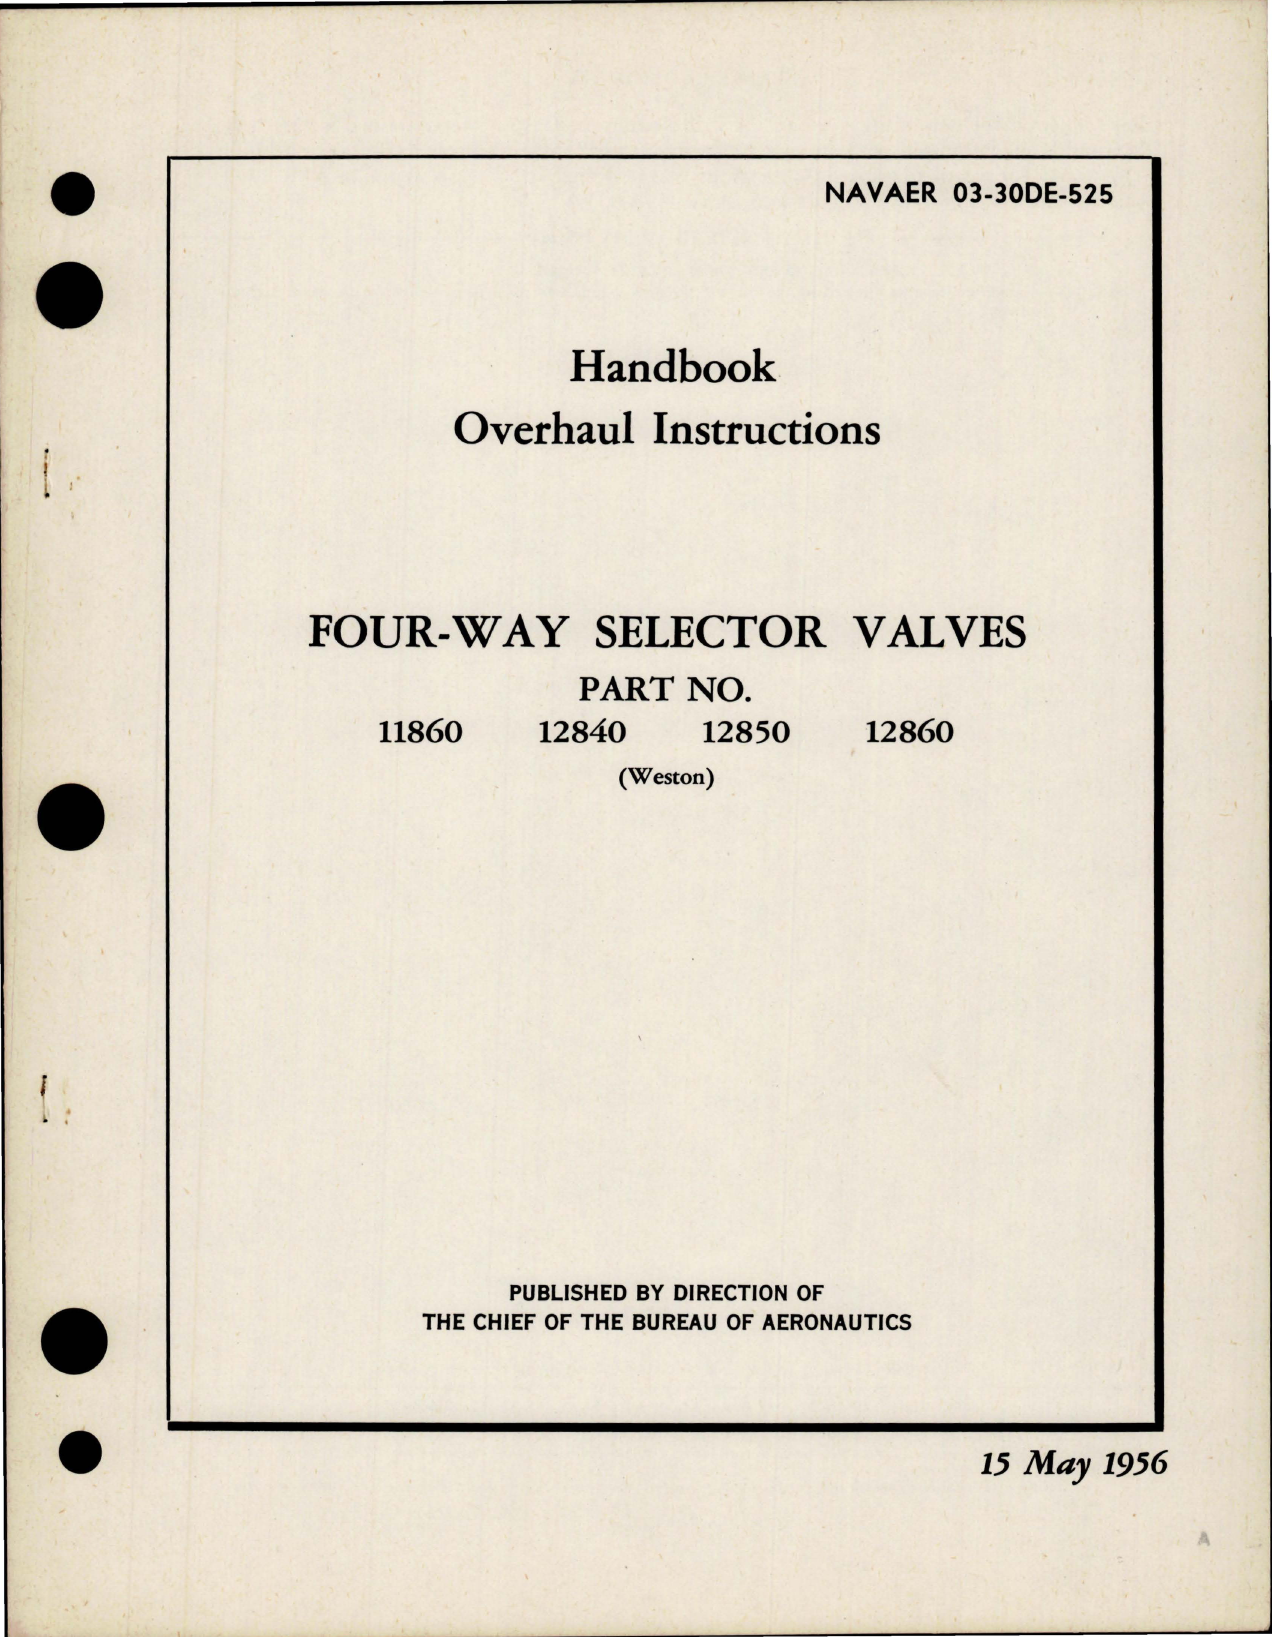 NAVAER 03-30DE-525
Handbook
Overhaul Instructions
FOUR-WAY SELECTOR VALVES
PART NO.
11860 12840 12850 12860
(Weston)
PUBLISHED BY DIRECTION OF
THE CHIEF OF THE BUREAU OF AERONAUTICS
15 May 1956
A